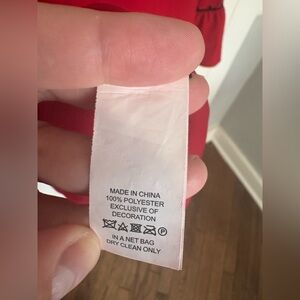 MADE IN CHINA
100% POLYESTER
EXCLUSIVE OF
DECORATION
IN A NET BAG
DRY CLEAN ONLY